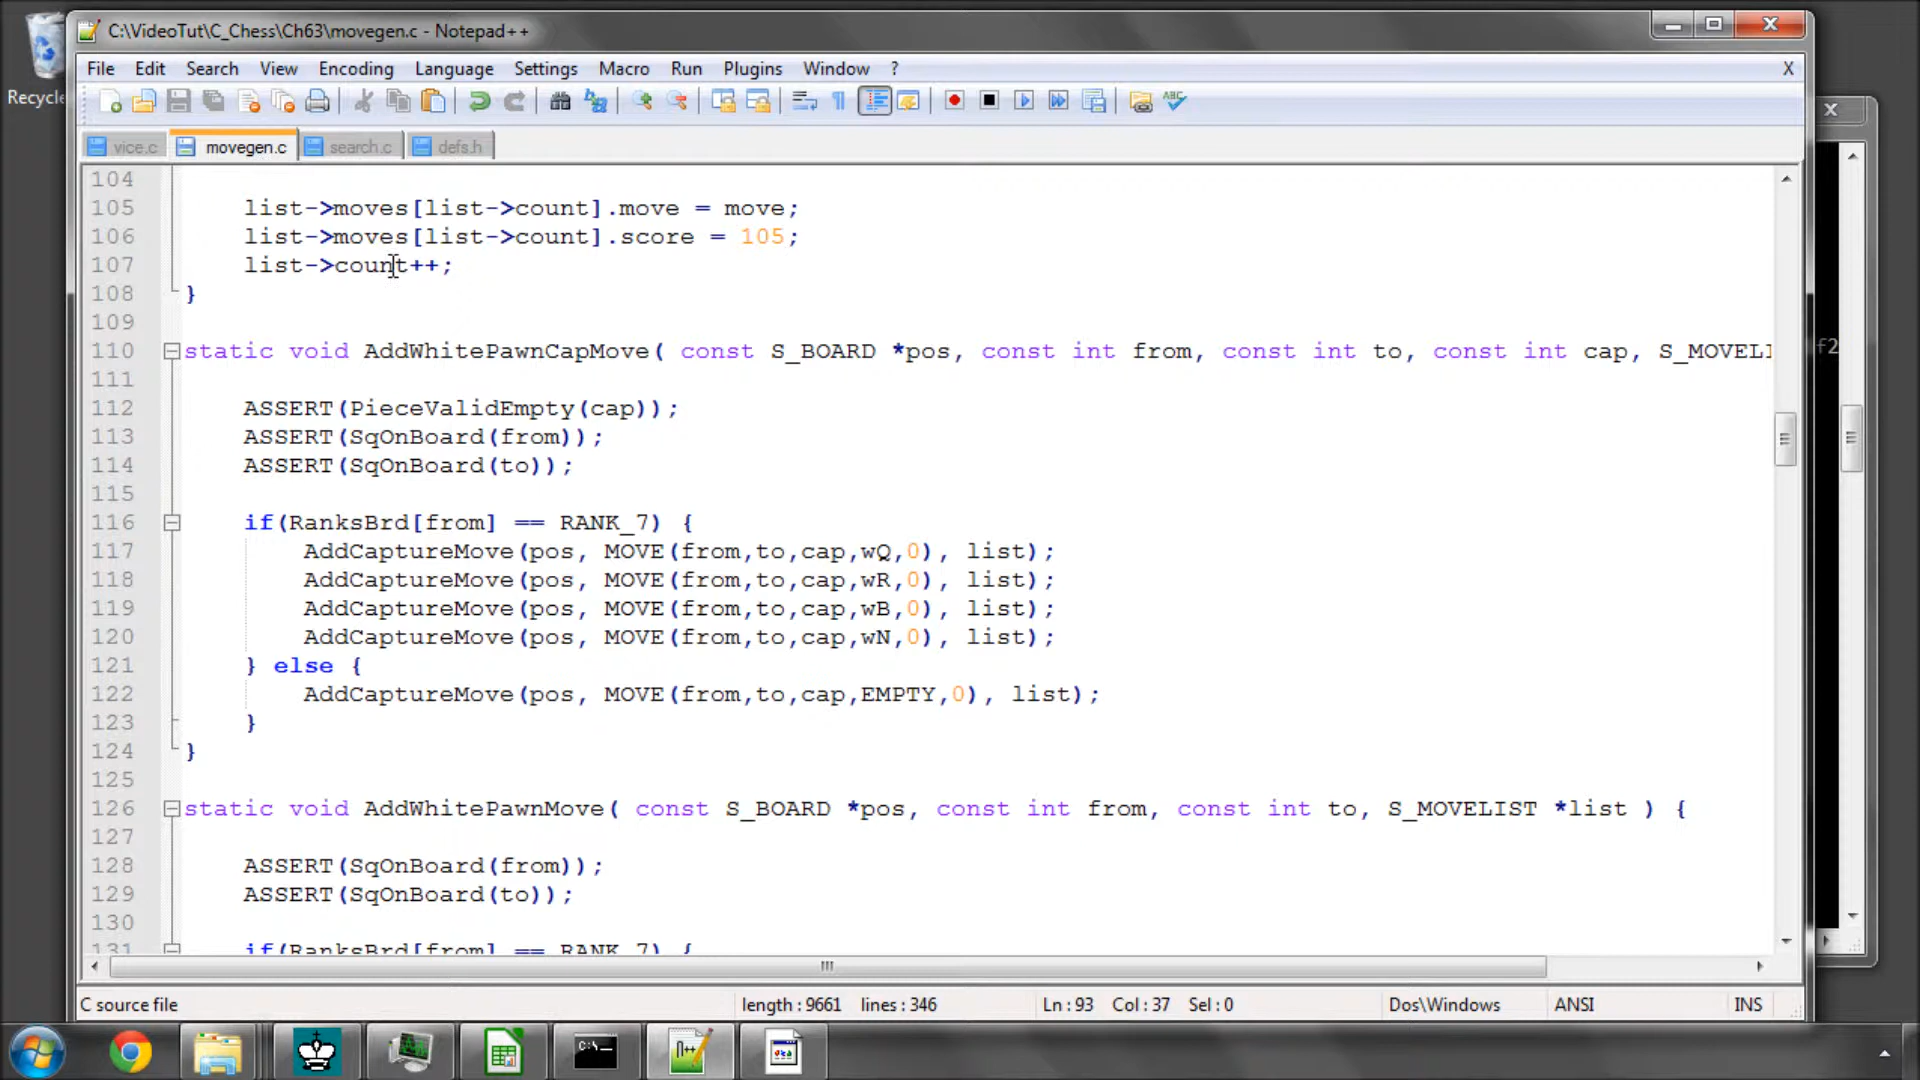 C:\VideoTut\C_Chess\Ch63\movegen.c - Notepad++
File Edit Search View Encoding Language Settings Macro Run Plugins Window ? X
Recycle
vice.c movegen.c search.c defs.h
104
105 list->moves[list->count].move = move;
106 list->moves[list->count].score = 105;
107 list->count++;
108 }
109
110 static void AddWhitePawnCapMove( const S_BOARD *pos, const int from, const int to, const int cap, S_MOVELI
f2
111
112 ASSERT(PieceValidEmpty(cap));
113 ASSERT(SqOnBoard(from));
114 ASSERT(SqOnBoard(to));
115
116 if(RanksBrd[from] == RANK_7) {
117 AddCaptureMove(pos, MOVE(from,to,cap,wQ,0), list);
118 AddCaptureMove(pos, MOVE(from,to,cap,wR,0), list);
119 AddCaptureMove(pos, MOVE(from,to,cap,wB,0), list);
120 AddCaptureMove(pos, MOVE(from,to,cap,wN,0), list);
121 } else {
122 AddCaptureMove(pos, MOVE(from,to,cap,EMPTY,0), list);
123 }
124 }
125
126 static void AddWhitePawnMove( const S_BOARD *pos, const int from, const int to, S_MOVELIST *list ) {
127
128 ASSERT(SqOnBoard(from));
129 ASSERT(SqOnBoard(to));
130
131 if(RanksBrd[from] == RANK_7) {
C source file length : 9661 lines : 346 Ln : 93 Col : 37 Sel : 0 Dos\Windows ANSI INS